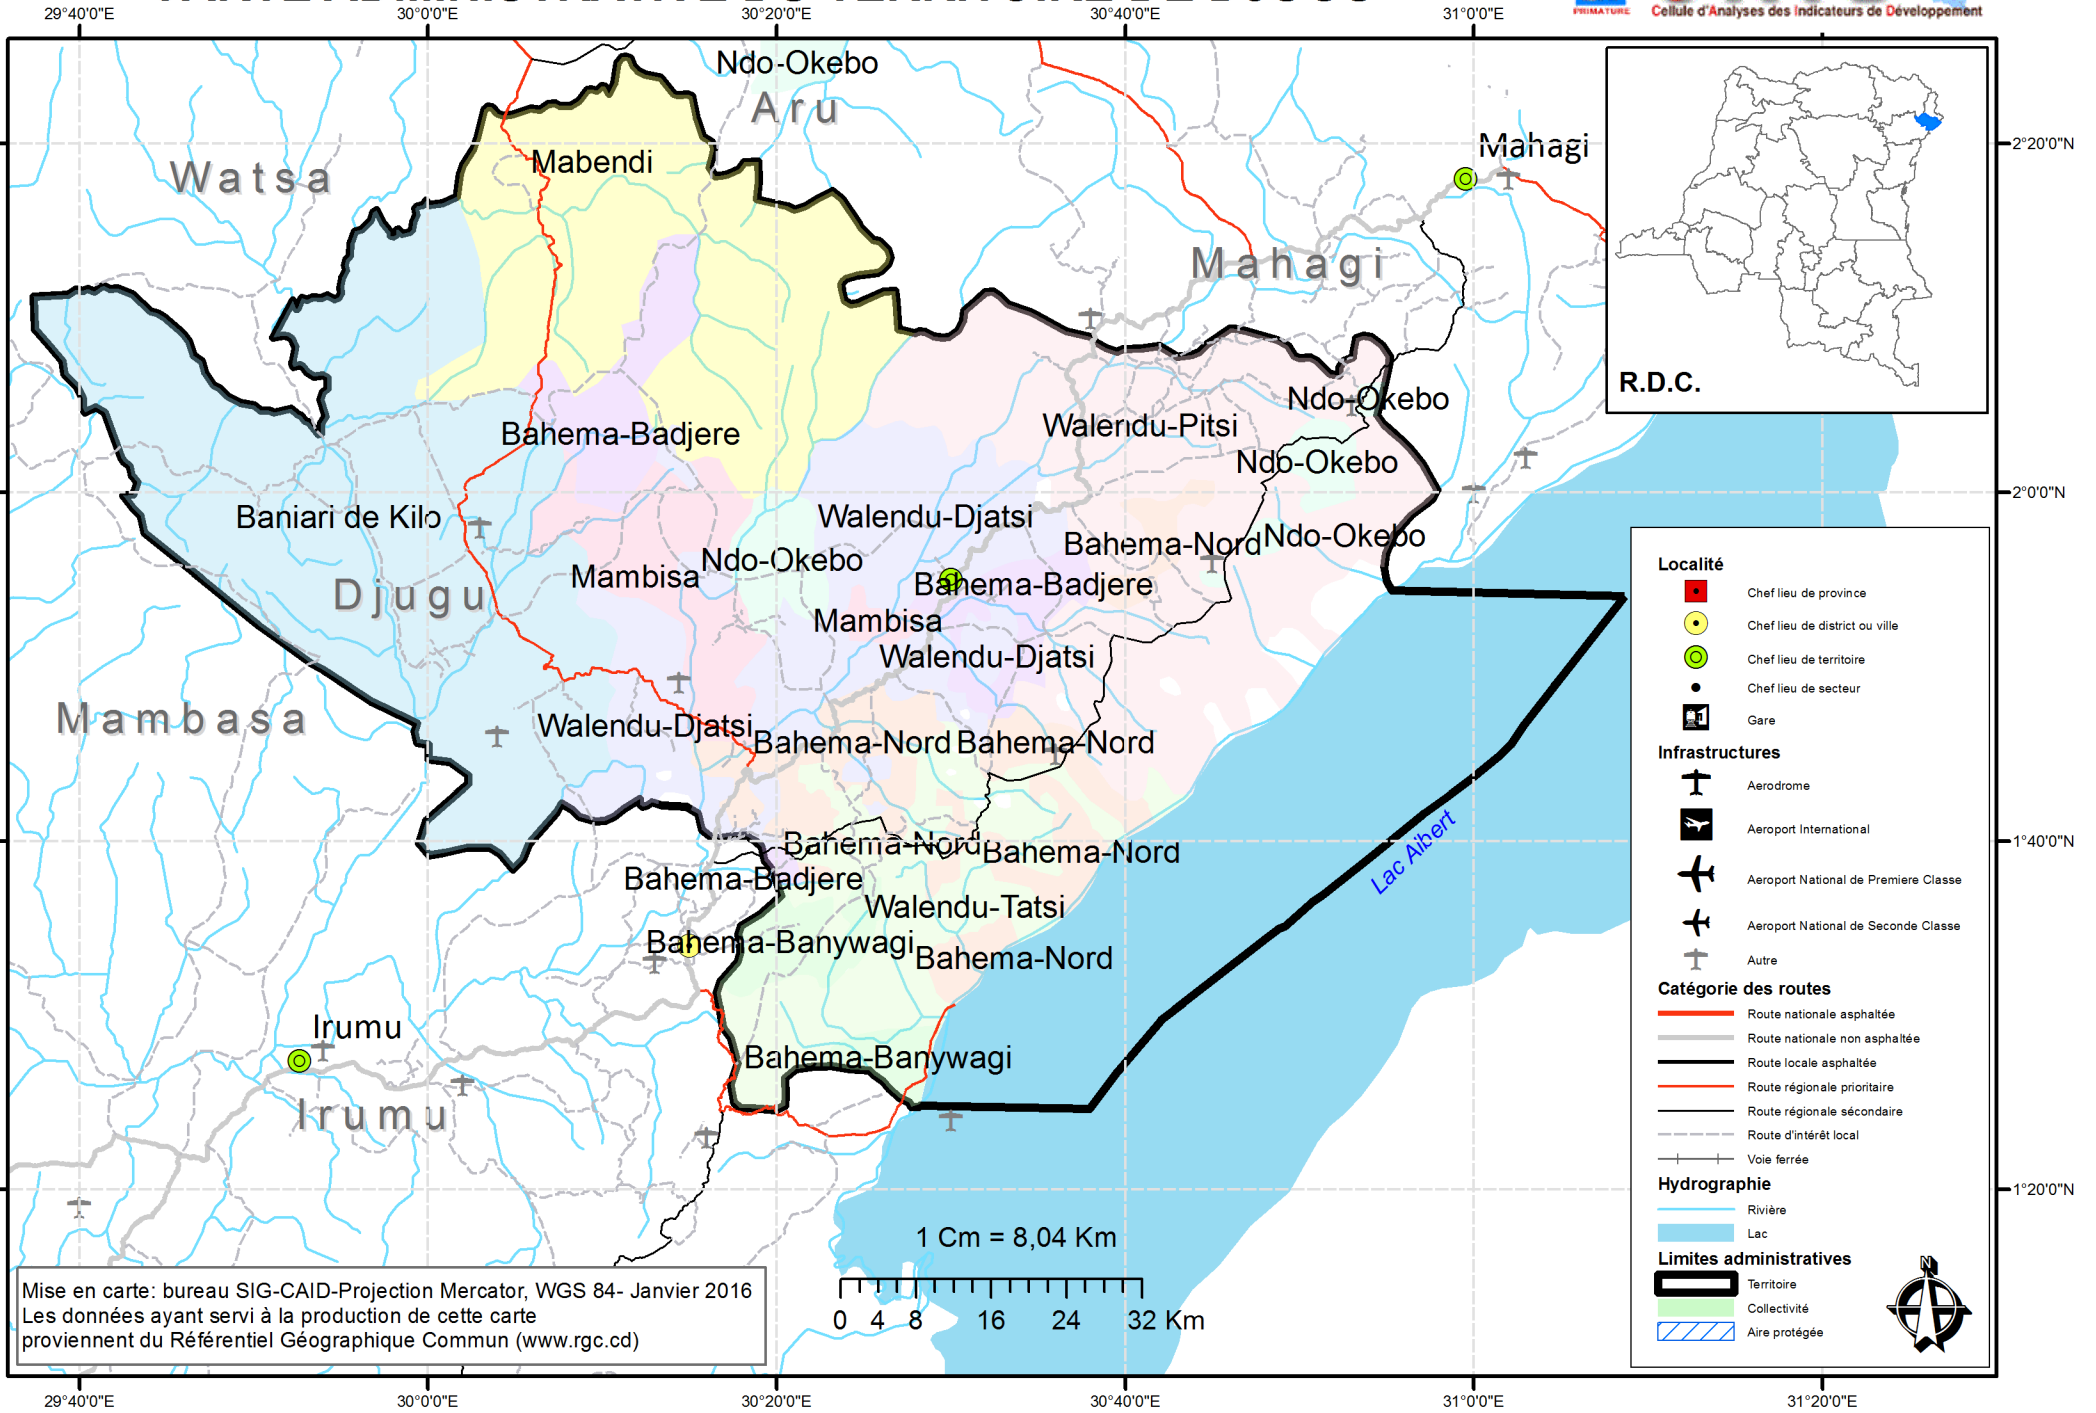 PRIMATURE
Cellule d'Analyses des Indicateurs de Développement
29°40'0"E
30°0'0"E
30°20'0"E
30°40'0"E
31°0'0"E
Ndo-Okebo
Aru
Mahagi
2°20'0"N
Mabendi
Watsa
Mahagi
R.D.C.
Ndo-Okebo
Walendu-Pitsi
Bahema-Badjere
Ndo-Okebo
2°0'0"N
Baniari de Kilo
Walendu-Djatsi
Bahema-Nord
Ndo-Okebo
Ndo-Okebo
Mambisa
Bahema-Badjere
Djugu
Mambisa
Walendu-Djatsi
Mambasa
Walendu-Djatsi
Bahema-Nord
Bahema-Nord
Bahema-Nord
Bahema-Nord
1°40'0"N
Lac Albert
Bahema-Badjere
Walendu-Tatsi
Bahema-Banywagi
Bahema-Nord
Irumu
Bahema-Banywagi
Irumu
1°20'0"N
Localité
Chef lieu de province
Chef lieu de district ou ville
Chef lieu de territoire
Chef lieu de secteur
Gare
Infrastructures
Aerodrome
Aeroport International
Aeroport National de Premiere Classe
Aeroport National de Seconde Classe
Autre
Catégorie des routes
Route nationale asphaltée
Route nationale non asphaltée
Route locale asphaltée
Route régionale prioritaire
Route régionale sécondaire
Route d'intérêt local
Voie ferrée
Hydrographie
Rivière
Lac
Limites administratives
Territoire
Collectivité
Aire protégée
N
1 Cm = 8,04 Km
0 4 8 16 24 32 Km
Mise en carte: bureau SIG-CAID-Projection Mercator, WGS 84- Janvier 2016
Les données ayant servi à la production de cette carte
proviennent du Référentiel Géographique Commun (www.rgc.cd)
29°40'0"E
30°0'0"E
30°20'0"E
30°40'0"E
31°0'0"E
31°20'0"E